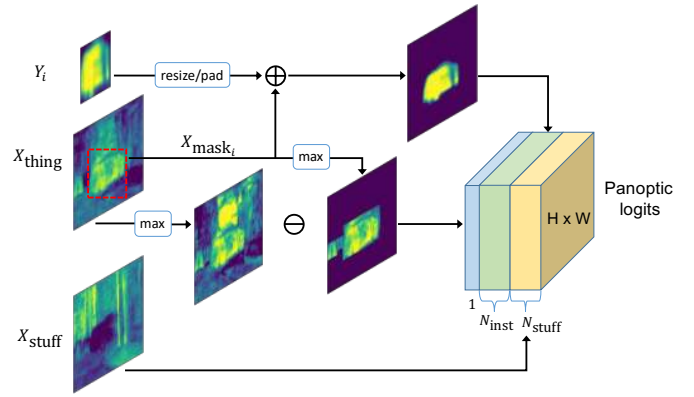 Y_i
resize/pad
⊕
X_thing
X_mask_i
max
max
⊖
Panoptic
logits
H x W
1
N_inst
N_stuff
X_stuff